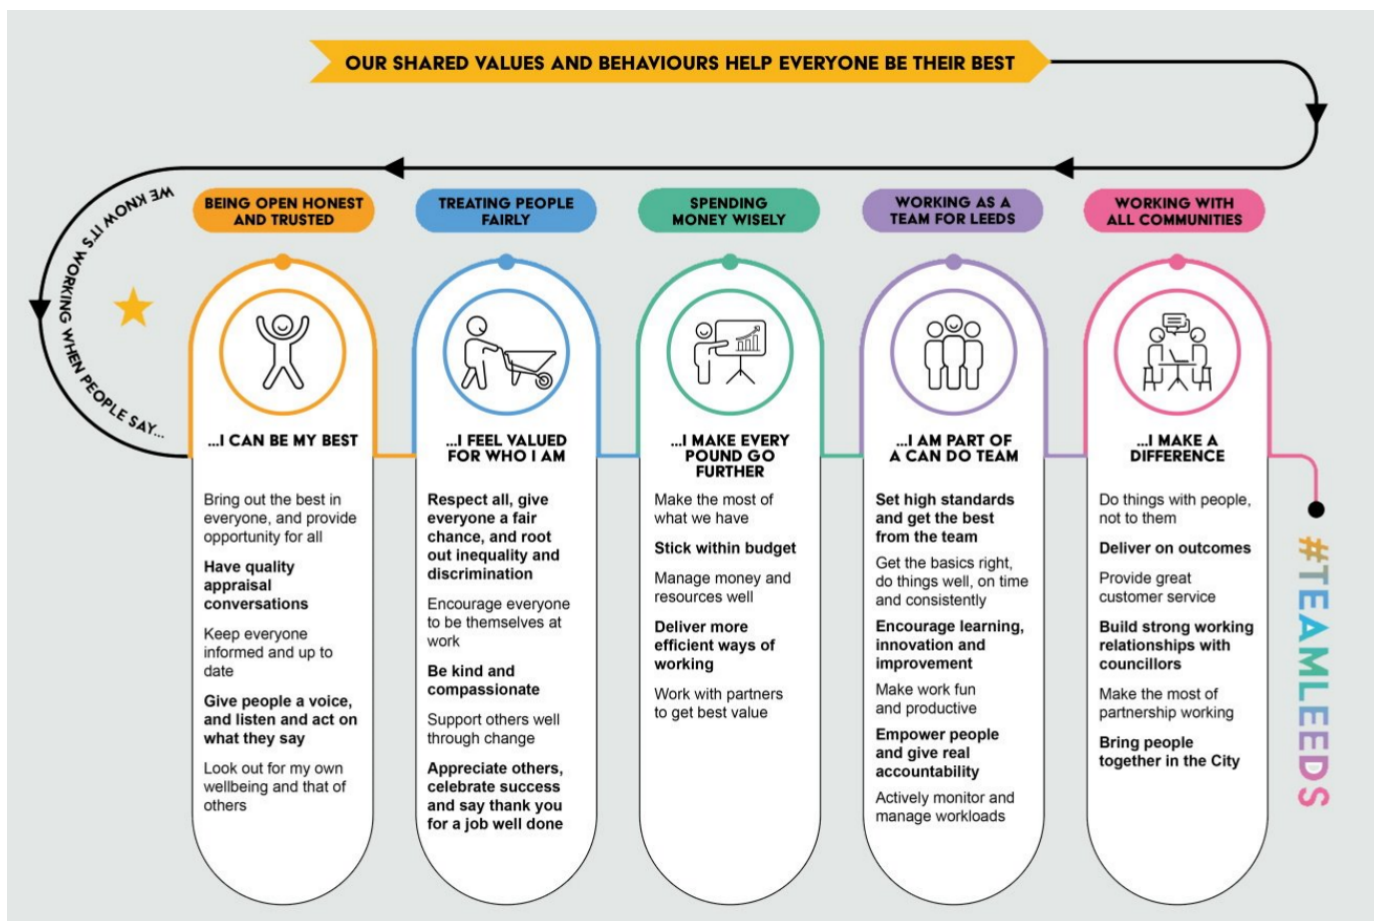 OUR SHARED VALUES AND BEHAVIOURS HELP EVERYONE BE THEIR BEST
WE KNOW IT'S WORKING WHEN PEOPLE SAY...
BEING OPEN HONEST
AND TRUSTED
...I CAN BE MY BEST
Bring out the best in
everyone, and provide
opportunity for all
Have quality
appraisal
conversations
Keep everyone
informed and up to
date
Give people a voice,
and listen and act on
what they say
Look out for my own
wellbeing and that of
others
TREATING PEOPLE
FAIRLY
...I FEEL VALUED
FOR WHO I AM
Respect all, give
everyone a fair
chance, and root
out inequality and
discrimination
Encourage everyone
to be themselves at
work
Be kind and
compassionate
Support others well
through change
Appreciate others,
celebrate success
and say thank you
for a job well done
SPENDING
MONEY WISELY
...I MAKE EVERY
POUND GO
FURTHER
Make the most of
what we have
Stick within budget
Manage money and
resources well
Deliver more
efficient ways of
working
Work with partners
to get best value
WORKING AS A
TEAM FOR LEEDS
...I AM PART OF
A CAN DO TEAM
Set high standards
and get the best
from the team
Get the basics right,
do things well, on time
and consistently
Encourage learning,
innovation and
improvement
Make work fun
and productive
Empower people
and give real
accountability
Actively monitor and
manage workloads
WORKING WITH
ALL COMMUNITIES
...I MAKE A
DIFFERENCE
Do things with people,
not to them
Deliver on outcomes
Provide great
customer service
Build strong working
relationships with
councillors
Make the most of
partnership working
Bring people
together in the City
#TEAMLEEDS